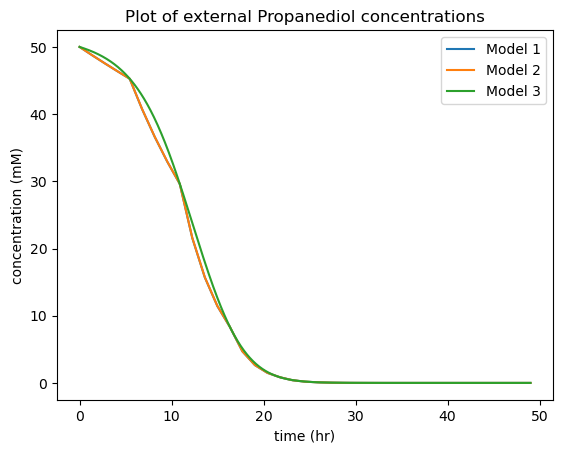 Plot of external Propanediol concentrations
Model 1
Model 2
Model 3
concentration (mM)
50
40
30
20
10
0
0 10 20 30 40 50
time (hr)